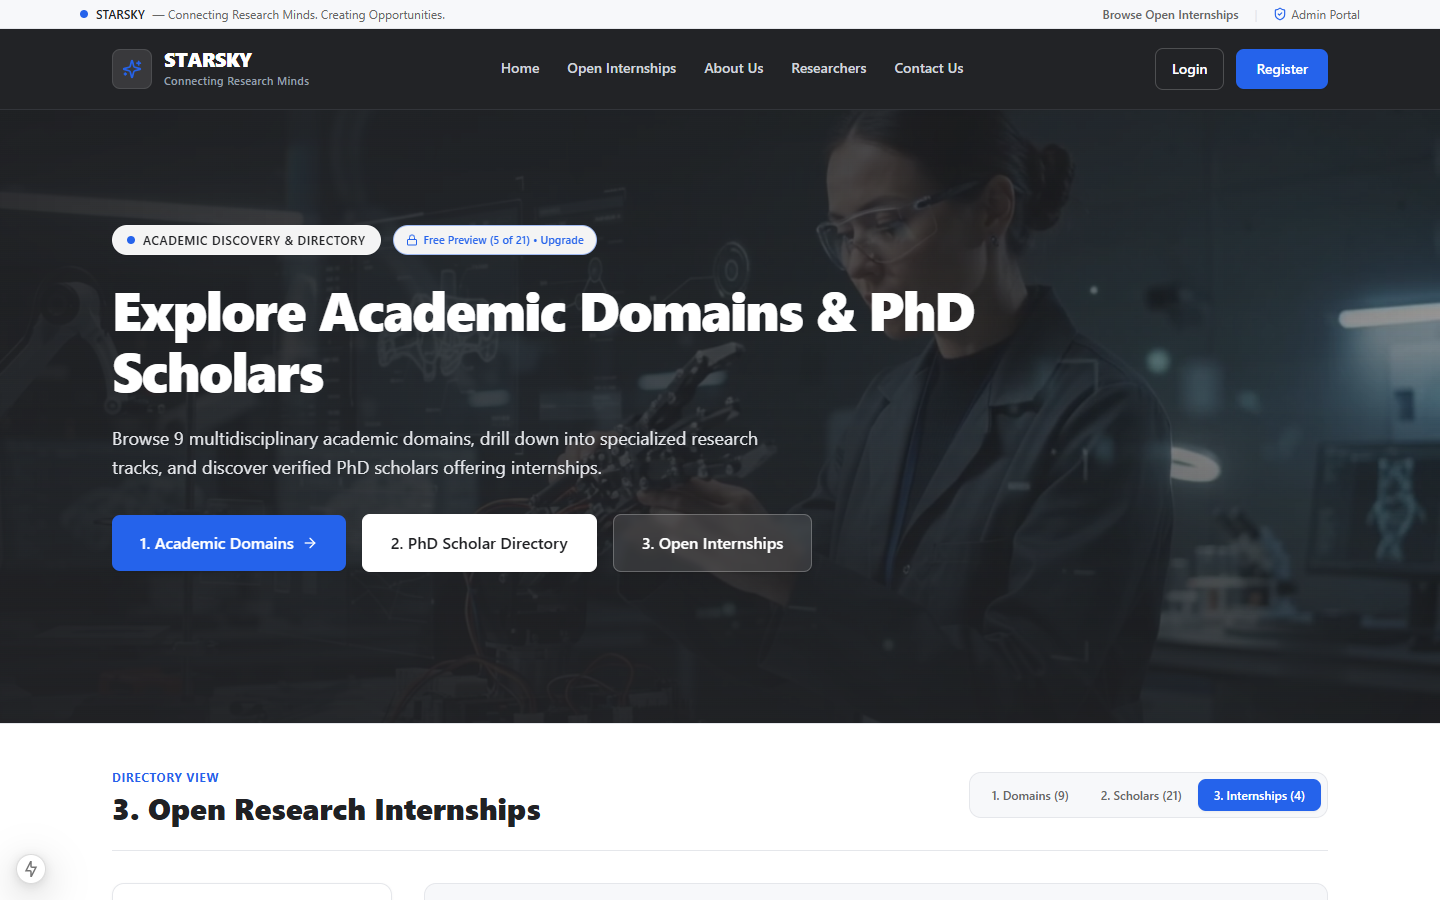 STARSKY — Connecting Research Minds. Creating Opportunities.
Browse Open Internships
Admin Portal
STARSKY
Connecting Research Minds
Home
Open Internships
About Us
Researchers
Contact Us
Login
Register
ACADEMIC DISCOVERY & DIRECTORY
Free Preview (5 of 21) • Upgrade
Explore Academic Domains & PhD
Scholars
Browse 9 multidisciplinary academic domains, drill down into specialized research
tracks, and discover verified PhD scholars offering internships.
1. Academic Domains →
2. PhD Scholar Directory
3. Open Internships
DIRECTORY VIEW
3. Open Research Internships
1. Domains (9)
2. Scholars (21)
3. Internships (4)